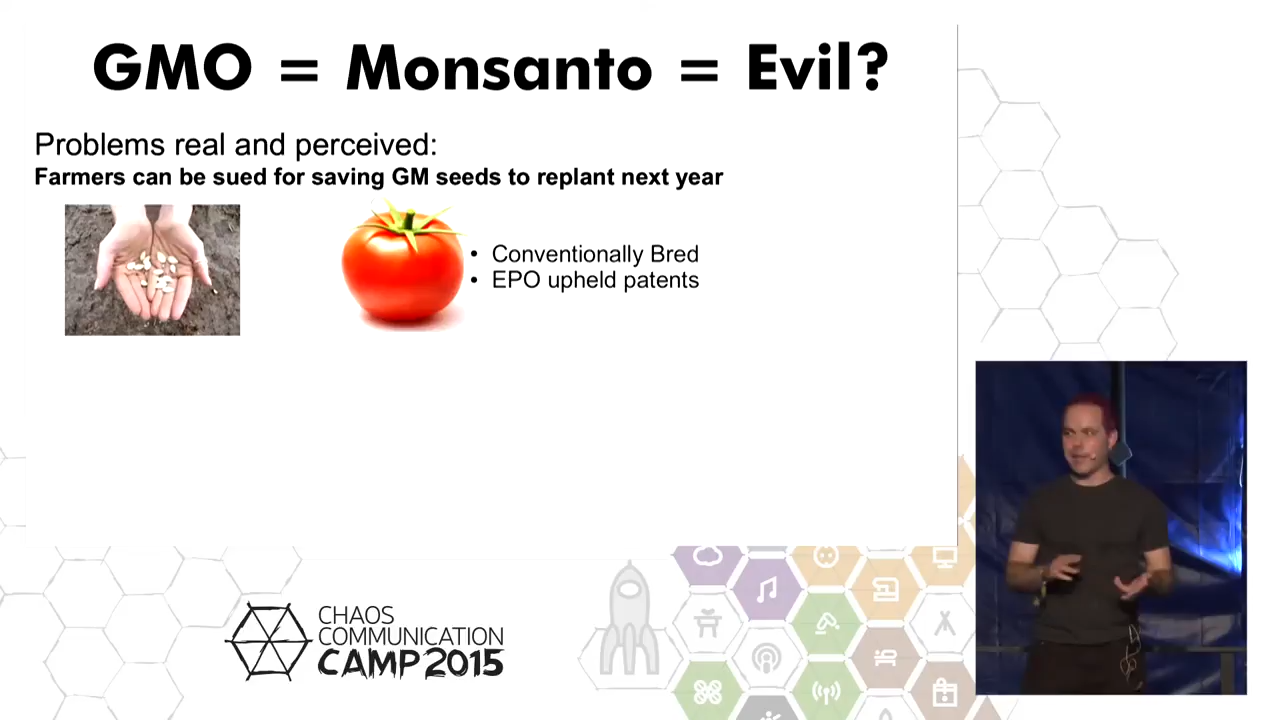 GMO = Monsanto = Evil?
Problems real and perceived:
Farmers can be sued for saving GM seeds to replant next year
• Conventionally Bred
• EPO upheld patents
CHAOS
COMMUNICATION
CAMP 2015